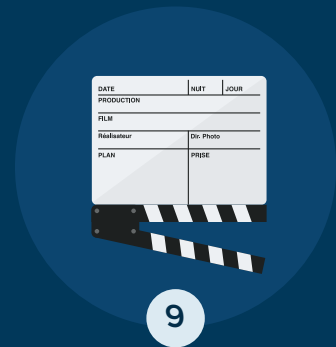 DATE NUIT JOUR
PRODUCTION
FILM
Réalisateur Dir. Photo
PLAN PRISE
9